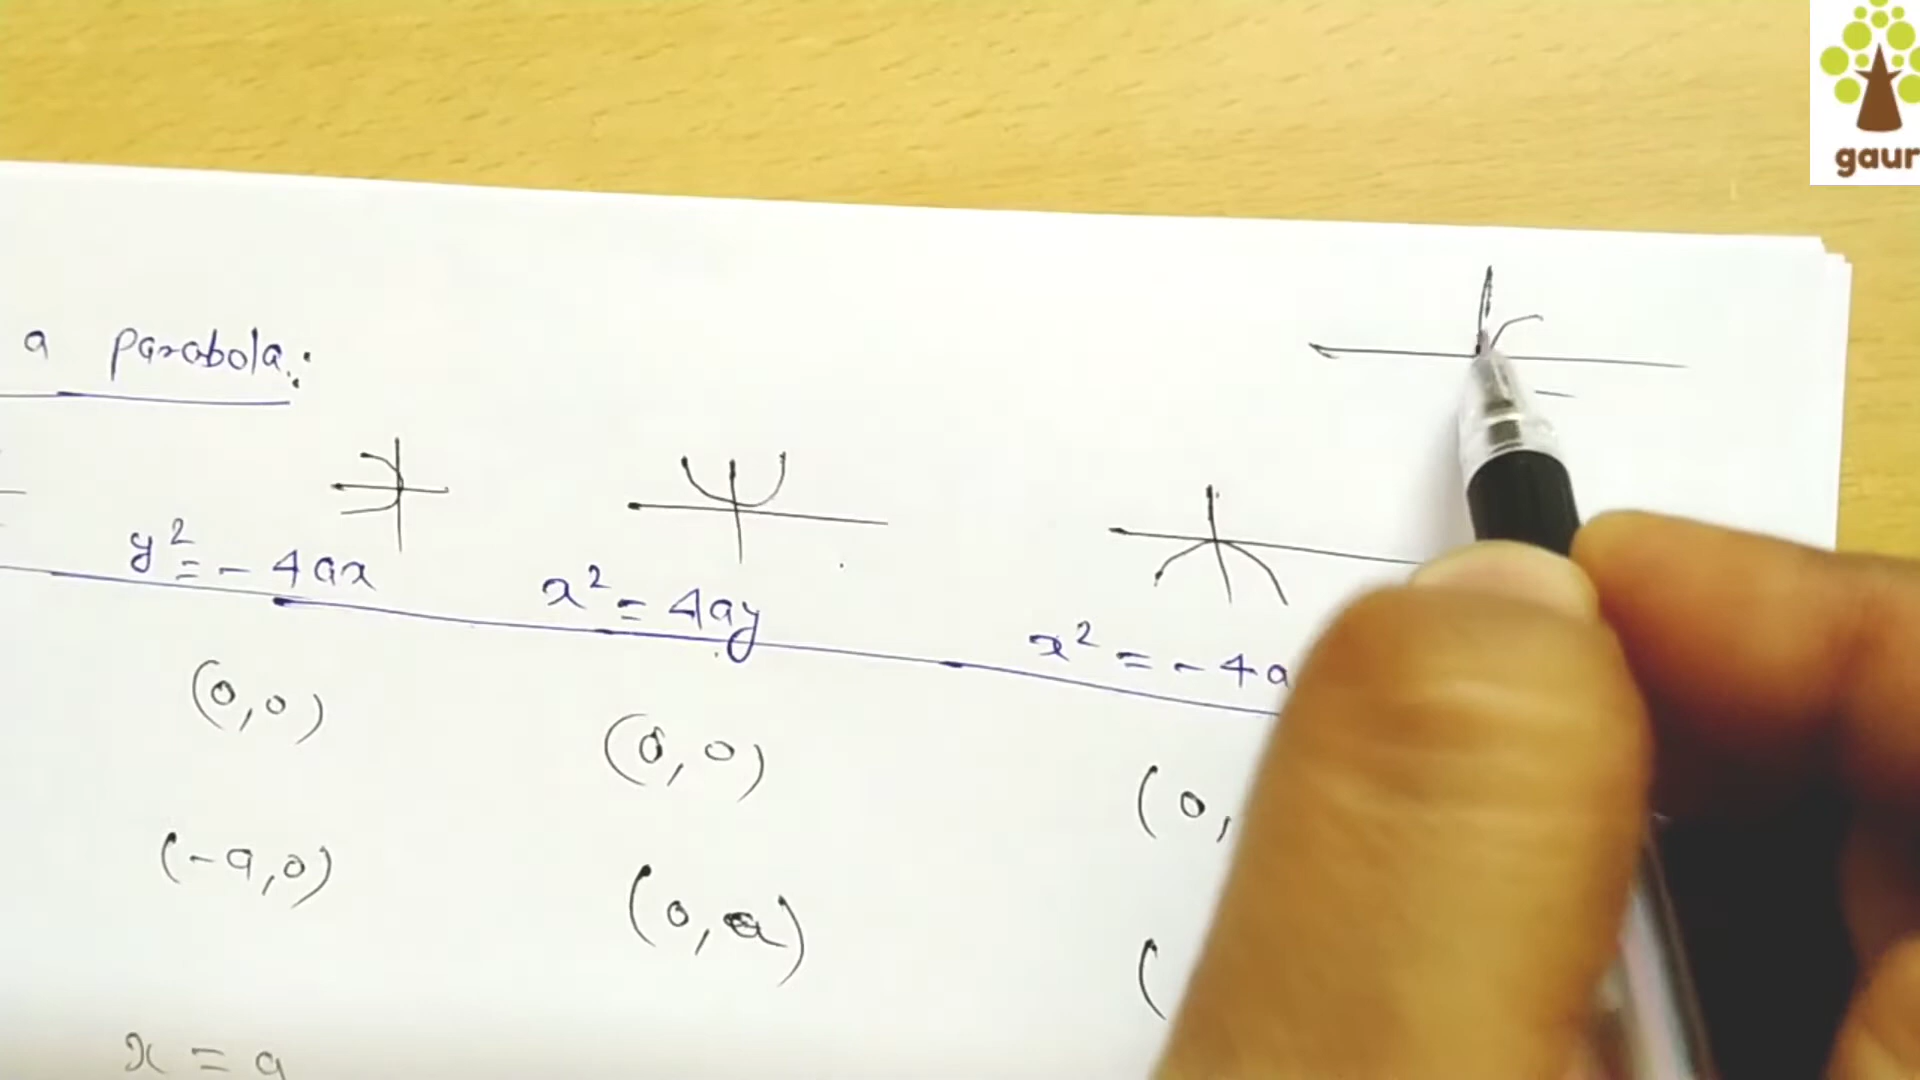 gaur
a parabola:
y² = - 4ax x² = 4ay x² = - 4a
(0,0) (0,0) (0,
(-a,0) (0,a) (
x = a